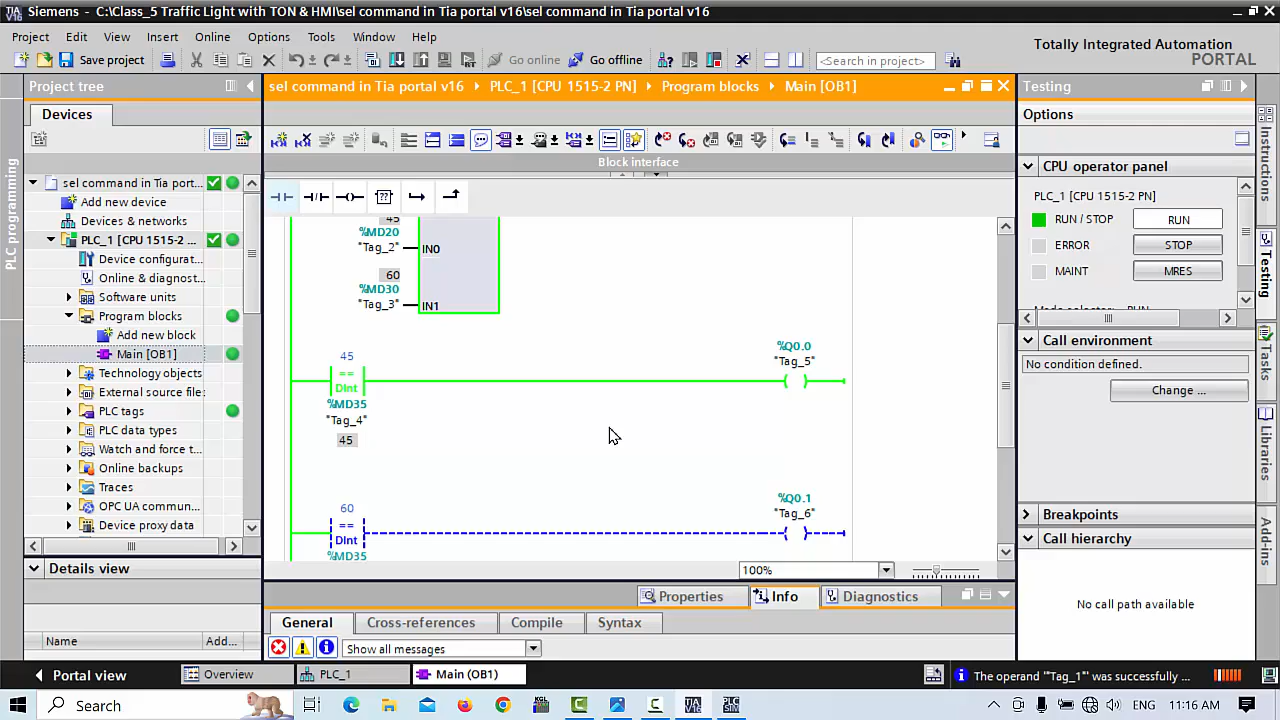 Siemens - C:\Class_5 Traffic Light with TON & HMI\sel command in Tia portal v16\sel command in Tia portal v16
Project Edit View Insert Online Options Tools Window Help
Totally Integrated Automation
PORTAL
Save project Go online Go offline <Search in project>
Project tree
sel command in Tia portal v16 PLC_1 [CPU 1515-2 PN] Program blocks Main [OB1]
Testing
Devices
Options
PLC programming
sel command in Tia port...
Add new device
Devices & networks
PLC_1 [CPU 1515-2 ...
Device configurat...
Online & diagnost...
Software units
Program blocks
Add new block
Main [OB1]
Technology objects
External source file:
PLC tags
PLC data types
Watch and force t...
Online backups
Traces
OPC UA commun...
Device proxy data
Details view
Name Add...
Block interface
??
45
%MD20
"Tag_2"
IN0
60
%MD30
"Tag_3"
IN1
45
==
DInt
%MD35
"Tag_4"
45
%Q0.0
"Tag_5"
60
==
DInt
%MD35
%Q0.1
"Tag_6"
100%
Properties Info Diagnostics
General Cross-references Compile Syntax
Show all messages
CPU operator panel
PLC_1 [CPU 1515-2 PN]
RUN / STOP RUN
ERROR STOP
MAINT MRES
Call environment
No condition defined.
Change ...
Breakpoints
Call hierarchy
No call path available
Instructions
Testing
Tasks
Libraries
Add-ins
Portal view Overview PLC_1 Main (OB1)
The operand '"Tag_1"' was successfully ...
Search
11:16 AM